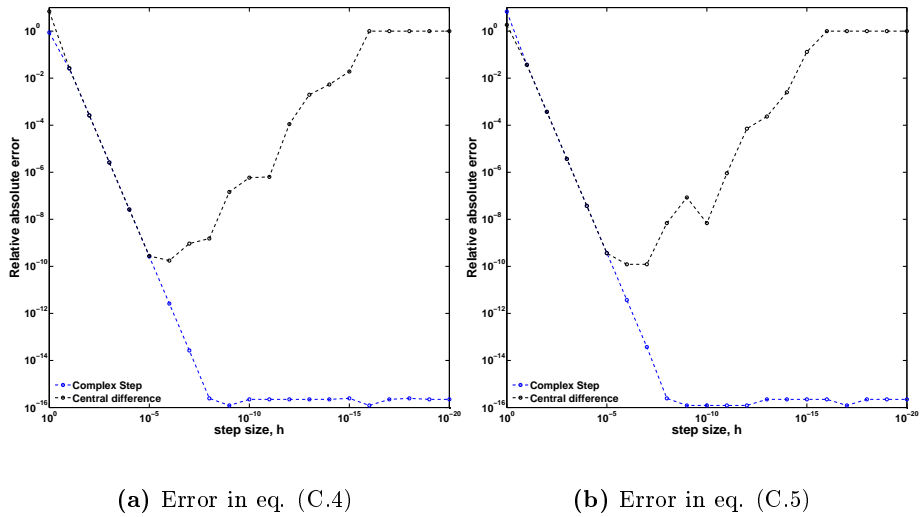 10^0
10^−2
10^−4
10^−6
10^−8
10^−10
10^−12
10^−14
10^−16
Relative absolute error
Complex Step
Central difference
10^0
10^−5
10^−10
10^−15
10^−20
step size, h
(a) Error in eq. (C.4)
10^0
10^−2
10^−4
10^−6
10^−8
10^−10
10^−12
10^−14
10^−16
Relative absolute error
Complex Step
Central difference
10^0
10^−5
10^−10
10^−15
10^−20
step size, h
(b) Error in eq. (C.5)